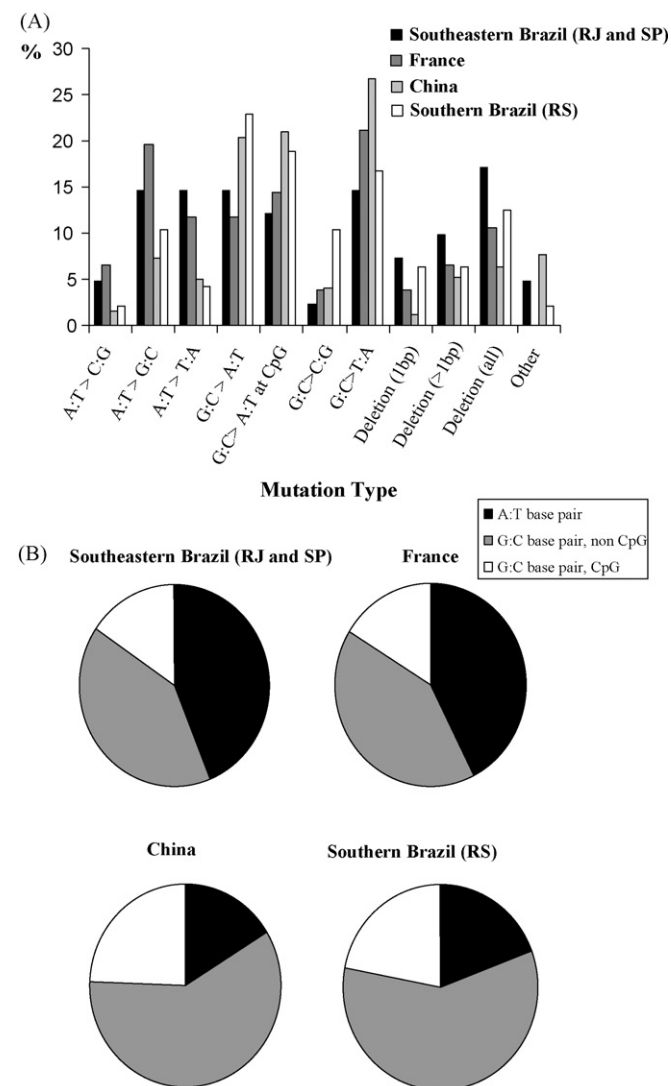 (A)
%
30
25
20
15
10
5
0
Southeastern Brazil (RJ and SP)
France
China
Southern Brazil (RS)
A:T > C:G
A:T > G:C
A:T > T:A
G:C > A:T
G:C> A:T at CpG
G:C>C:G
G:C>T:A
Deletion (1bp)
Deletion (>1bp)
Deletion (all)
Other
Mutation Type
A:T base pair
G:C base pair, non CpG
G:C base pair, CpG
(B)
Southeastern Brazil (RJ and SP)
France
China
Southern Brazil (RS)